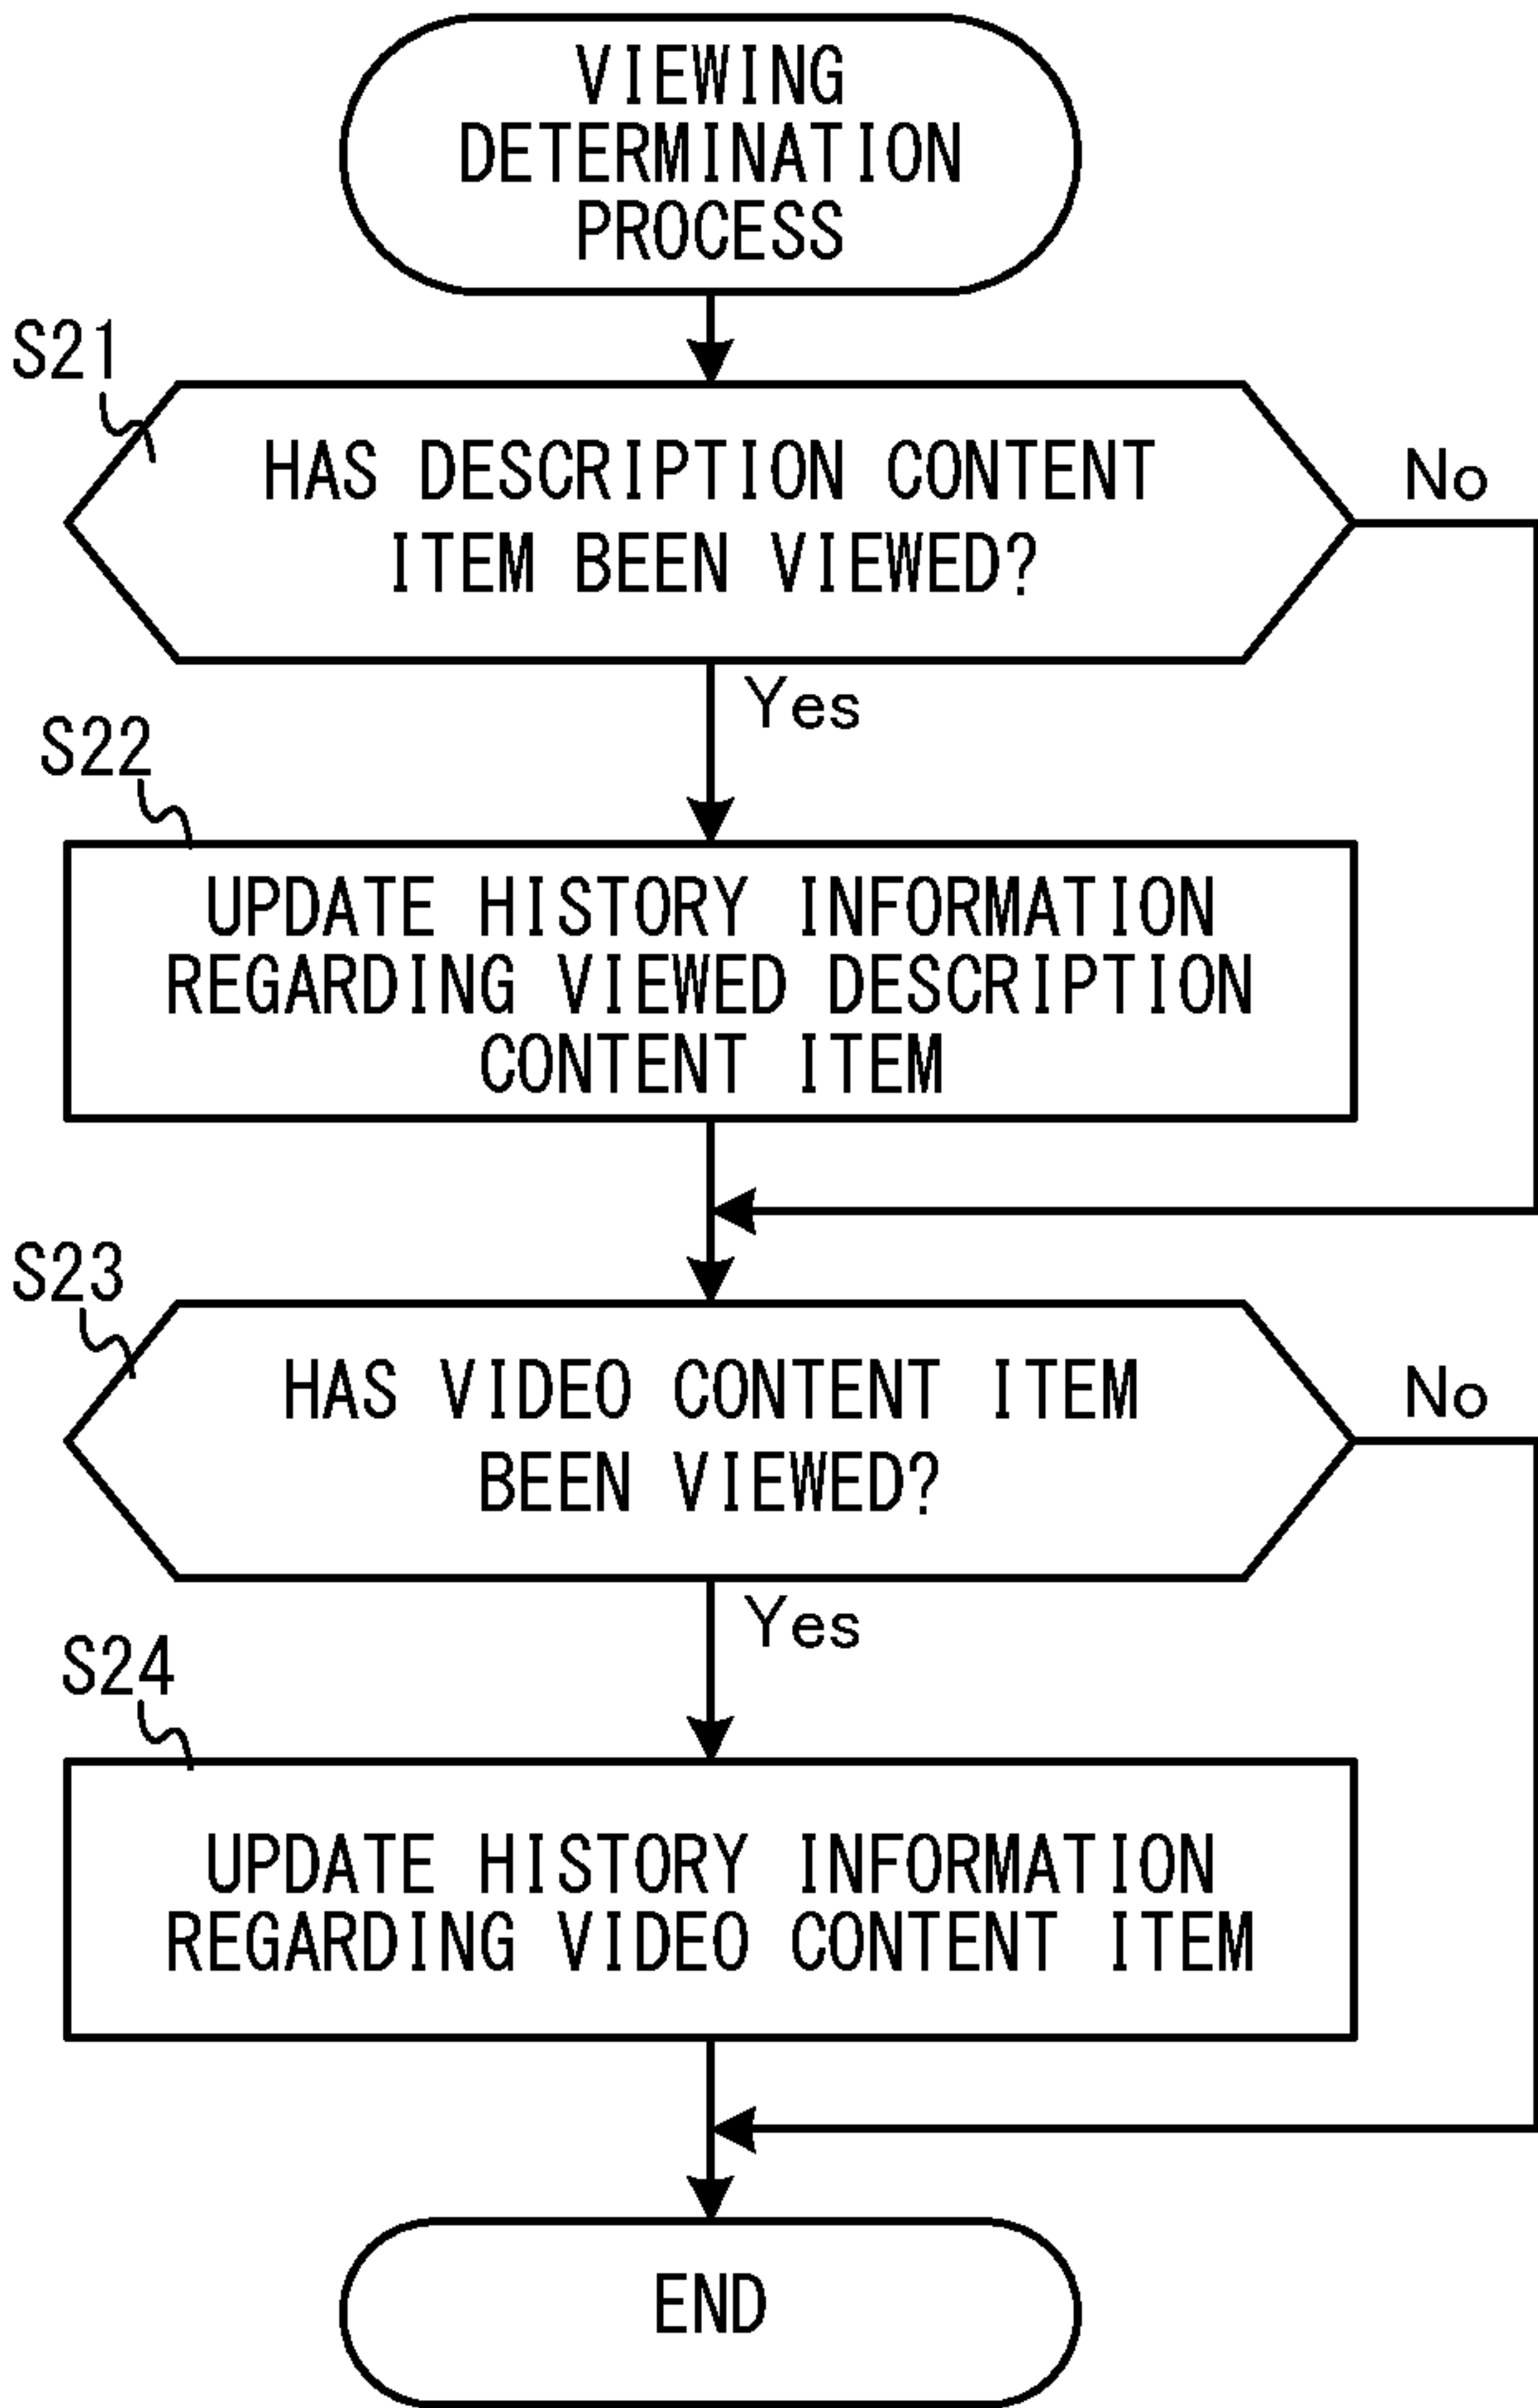 VIEWING
DETERMINATION
PROCESS
S21
HAS DESCRIPTION CONTENT
ITEM BEEN VIEWED?
No
Yes
S22
UPDATE HISTORY INFORMATION
REGARDING VIEWED DESCRIPTION
CONTENT ITEM
S23
HAS VIDEO CONTENT ITEM
BEEN VIEWED?
No
Yes
S24
UPDATE HISTORY INFORMATION
REGARDING VIDEO CONTENT ITEM
END